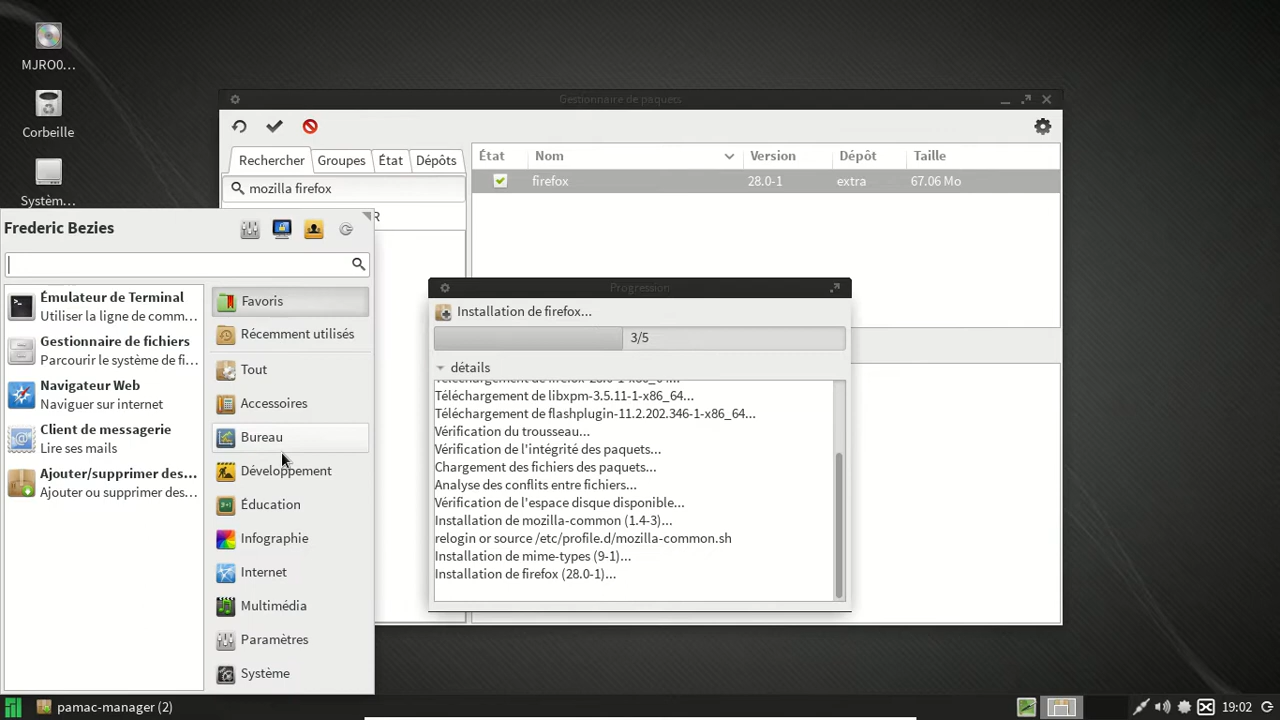 MJRO0…
Corbeille
Systèm…
Gestionnaire de paquets
Rechercher
Groupes
État
Dépôts
mozilla firefox
R
État
Nom
Version
Dépôt
Taille
firefox
28.0-1
extra
67.06 Mo
Frederic Bezies
Émulateur de Terminal
Utiliser la ligne de comm…
Gestionnaire de fichiers
Parcourir le système de fi…
Navigateur Web
Naviguer sur internet
Client de messagerie
Lire ses mails
Ajouter/supprimer des…
Ajouter ou supprimer des…
Favoris
Récemment utilisés
Tout
Accessoires
Bureau
Développement
Éducation
Infographie
Internet
Multimédia
Paramètres
Système
Progression
Installation de firefox...
3/5
détails
Téléchargement de firefox-28.0-1-x86_64...
Téléchargement de libxpm-3.5.11-1-x86_64...
Téléchargement de flashplugin-11.2.202.346-1-x86_64...
Vérification du trousseau...
Vérification de l'intégrité des paquets...
Chargement des fichiers des paquets...
Analyse des conflits entre fichiers...
Vérification de l'espace disque disponible...
Installation de mozilla-common (1.4-3)...
relogin or source /etc/profile.d/mozilla-common.sh
Installation de mime-types (9-1)...
Installation de firefox (28.0-1)...
pamac-manager (2)
19:02